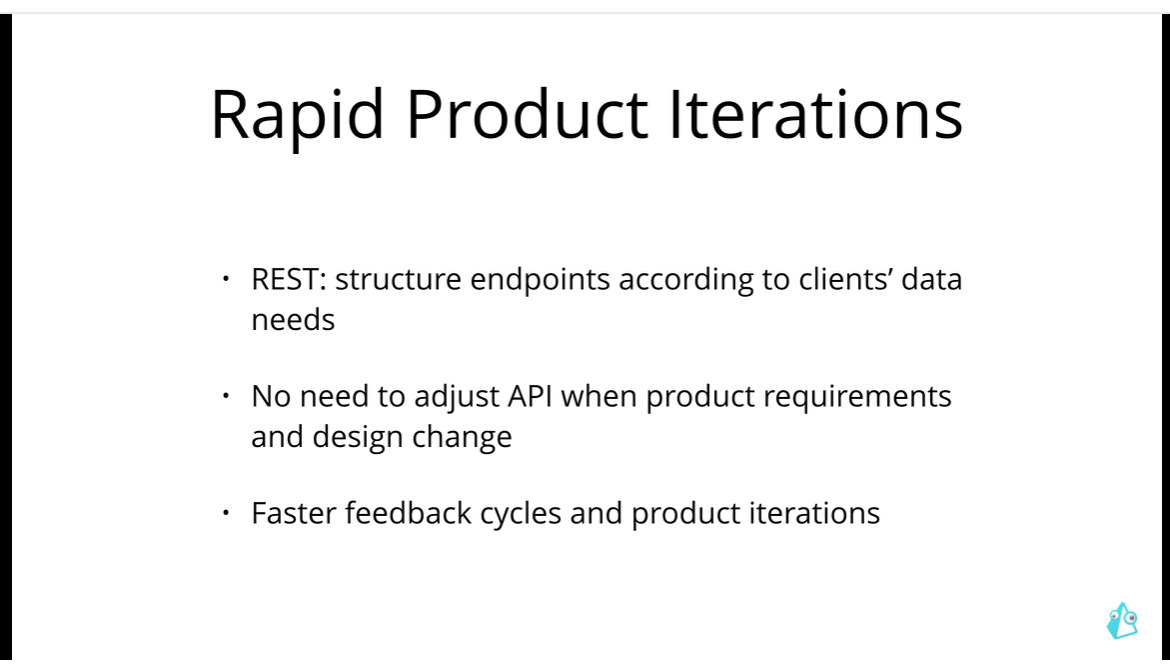 Rapid Product Iterations
• REST: structure endpoints according to clients’ data
needs
• No need to adjust API when product requirements
and design change
• Faster feedback cycles and product iterations